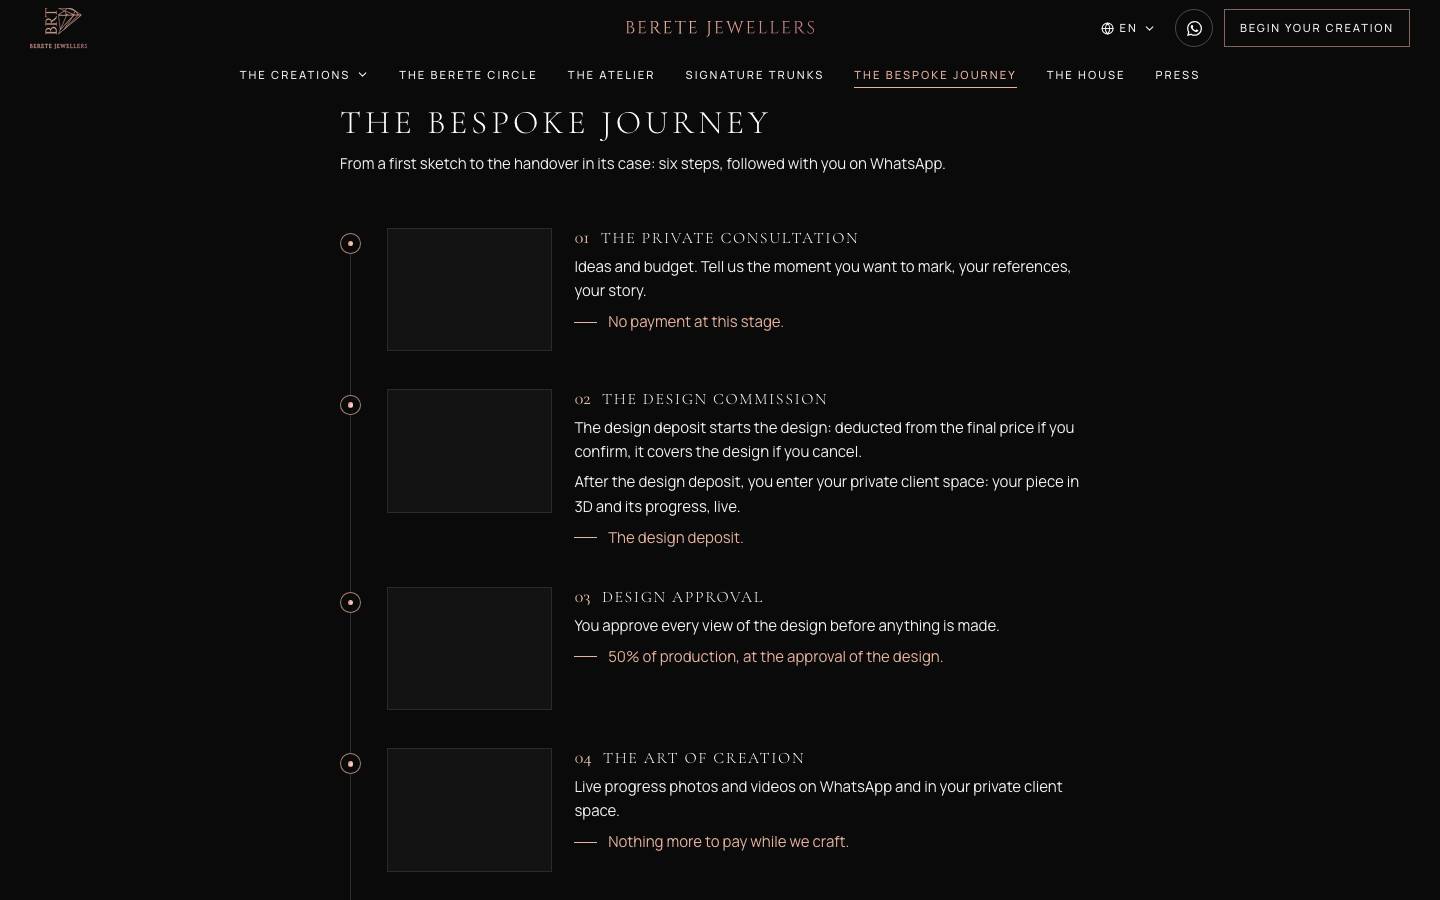 BRT
BERETE JEWELLERS
BERETE JEWELLERS
EN
BEGIN YOUR CREATION
THE CREATIONS
THE BERETE CIRCLE
THE ATELIER
SIGNATURE TRUNKS
THE BESPOKE JOURNEY
THE HOUSE
PRESS
THE BESPOKE JOURNEY
From a first sketch to the handover in its case: six steps, followed with you on WhatsApp.
01 THE PRIVATE CONSULTATION
Ideas and budget. Tell us the moment you want to mark, your references,
your story.
No payment at this stage.
02 THE DESIGN COMMISSION
The design deposit starts the design: deducted from the final price if you
confirm, it covers the design if you cancel.
After the design deposit, you enter your private client space: your piece in
3D and its progress, live.
The design deposit.
03 DESIGN APPROVAL
You approve every view of the design before anything is made.
50% of production, at the approval of the design.
04 THE ART OF CREATION
Live progress photos and videos on WhatsApp and in your private client
space.
Nothing more to pay while we craft.